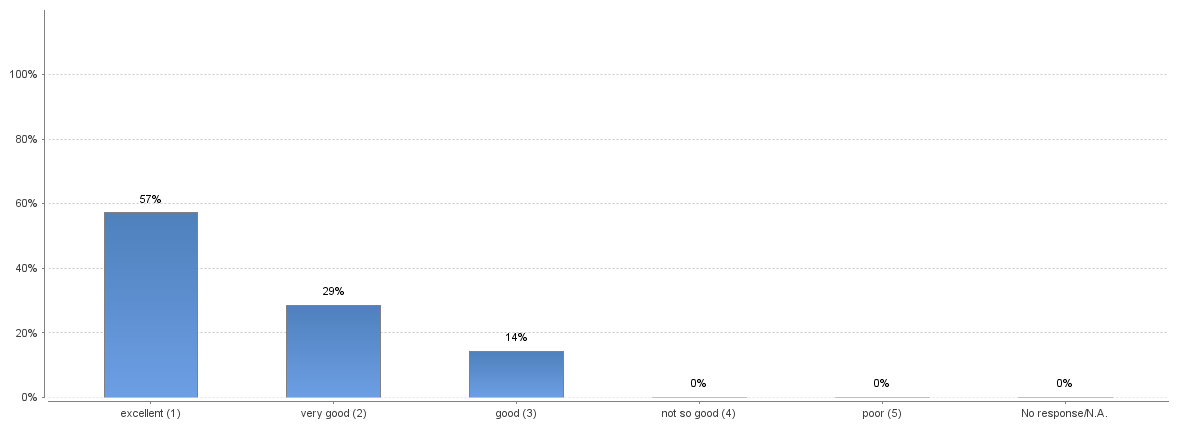 100%
80%
60%
40%
20%
0%
57%
29%
14%
0%
0%
0%
excellent (1)
very good (2)
good (3)
not so good (4)
poor (5)
No response/N.A.